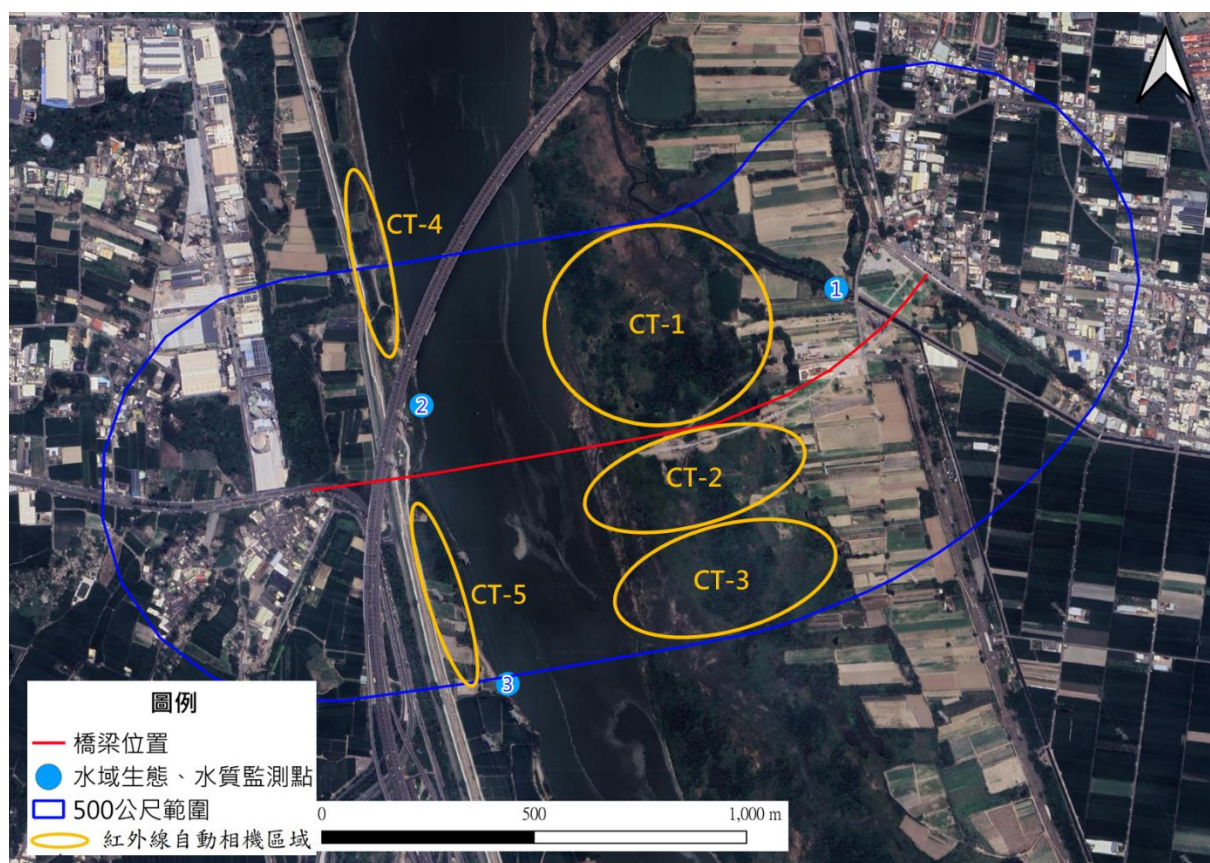 CT-4
1
CT-1
2
CT-2
CT-3
CT-5
3
圖例
橋梁位置
水域生態、水質監測點
500公尺範圍
紅外線自動相機區域
0 500 1,000 m